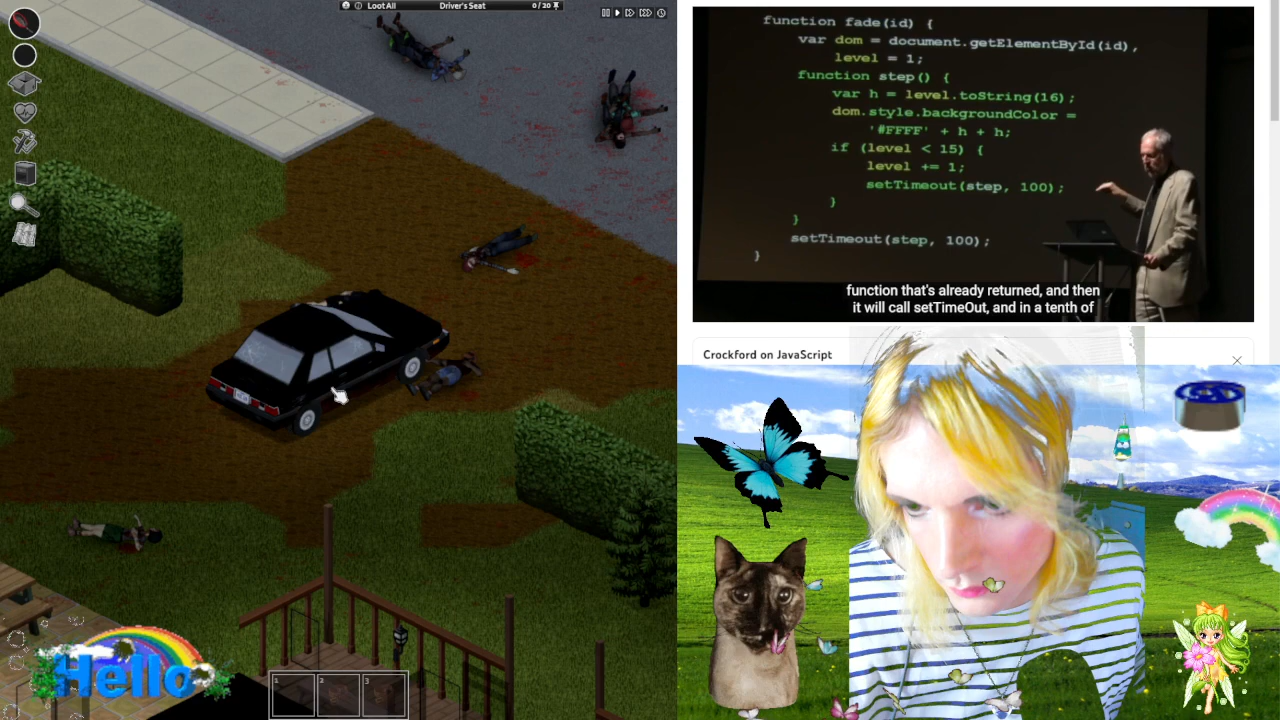 Loot All
Driver's Seat
0 / 20
1
2
3
Hello
function fade(id) {
var dom = document.getElementById(id),
level = 1;
function step() {
var h = level.toString(16);
dom.style.backgroundColor =
'#FFFF' + h + h;
if (level < 15) {
level += 1;
setTimeout(step, 100);
}
}
setTimeout(step, 100);
}
function that's already returned, and then
it will call setTimeOut, and in a tenth of
Crockford on JavaScript